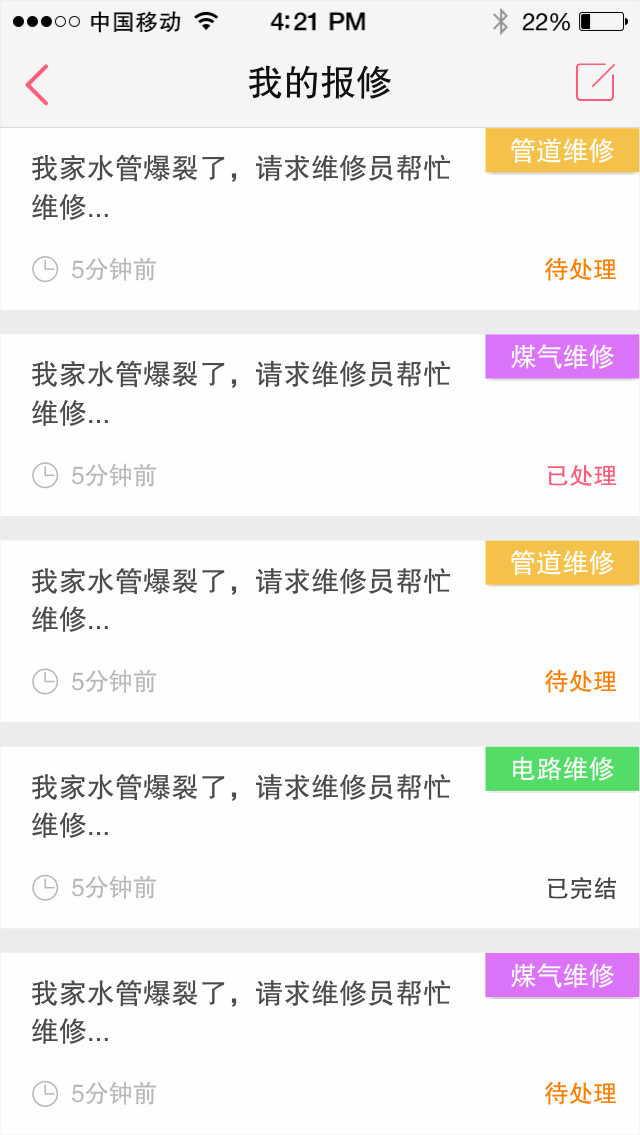 中国移动 4:21 PM 22%
我的报修
管道维修
我家水管爆裂了，请求维修员帮忙
维修...
5分钟前 待处理
煤气维修
我家水管爆裂了，请求维修员帮忙
维修...
5分钟前 已处理
管道维修
我家水管爆裂了，请求维修员帮忙
维修...
5分钟前 待处理
电路维修
我家水管爆裂了，请求维修员帮忙
维修...
5分钟前 已完结
煤气维修
我家水管爆裂了，请求维修员帮忙
维修...
5分钟前 待处理